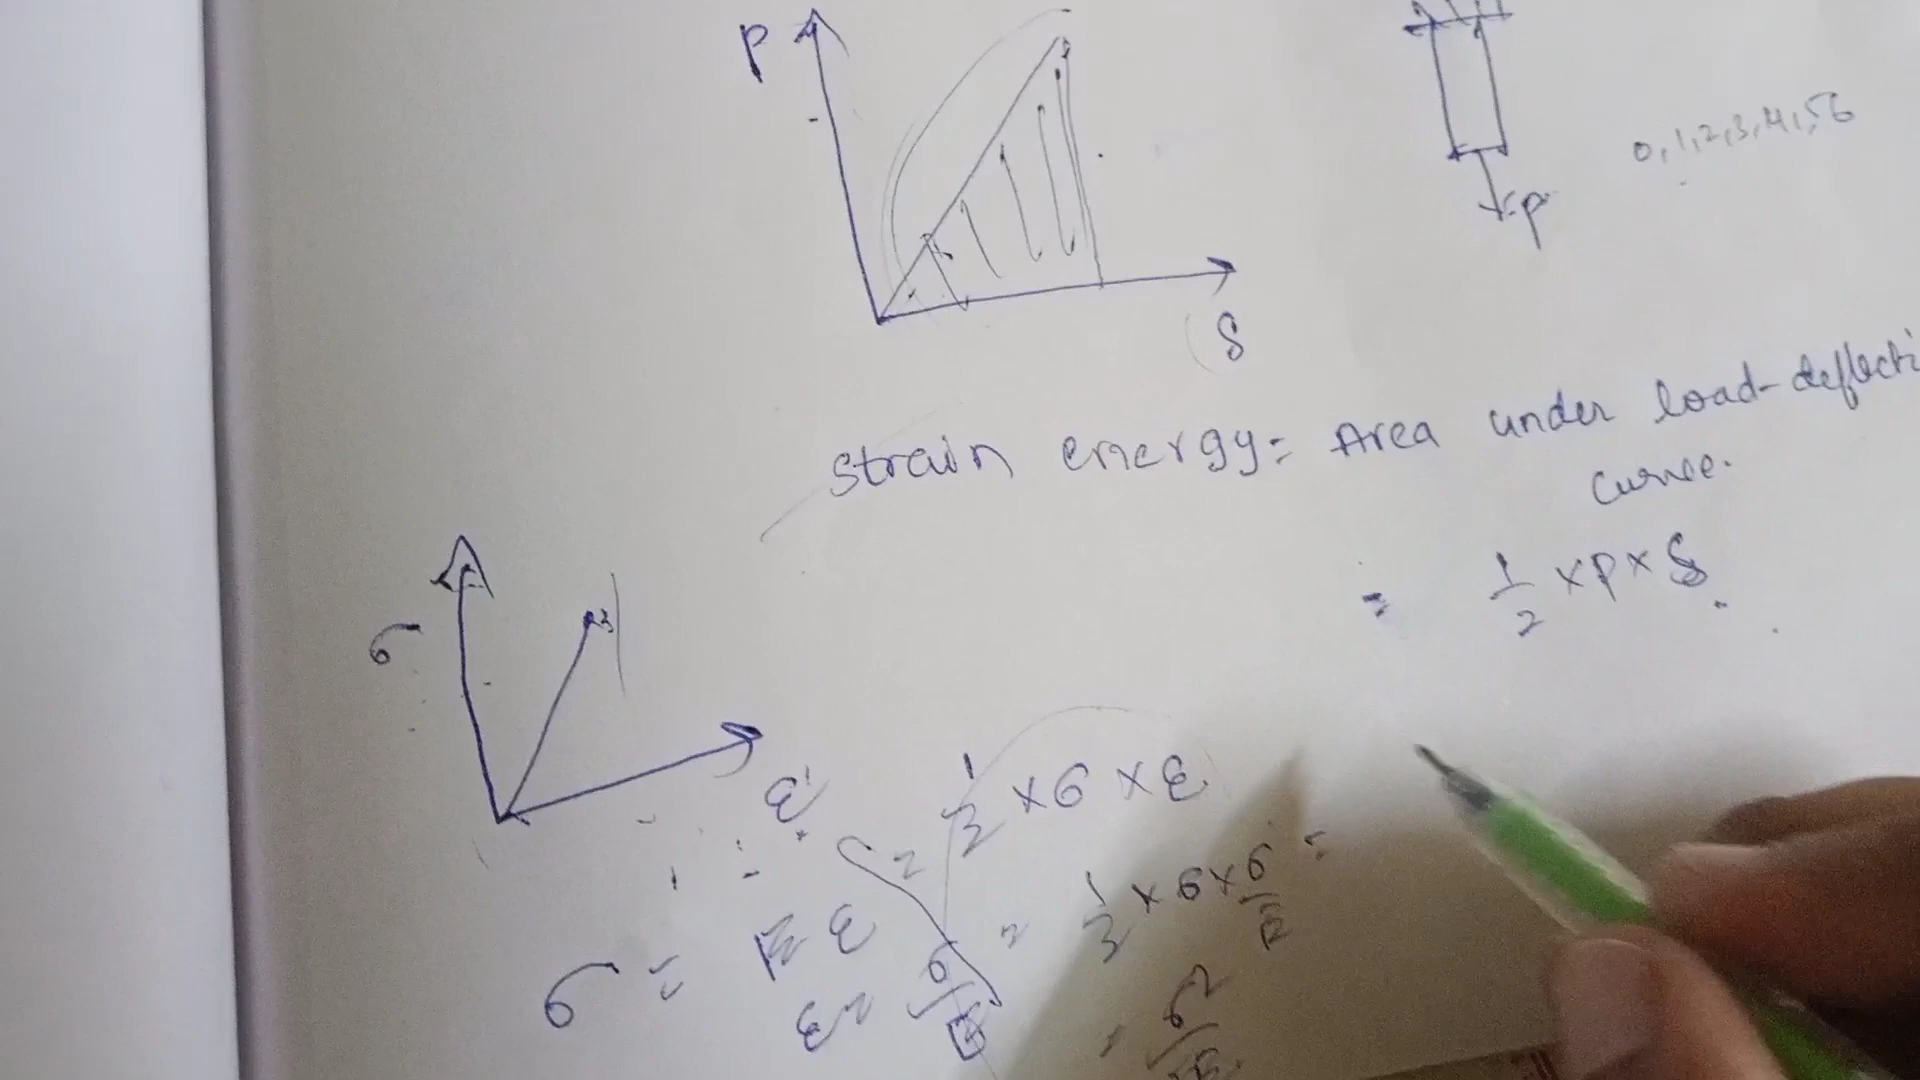 P
P
0,1,2,3,4,5 6
δ
Strain energy = Area under load-deflecti
curve.
= 1/2 × P × δ.
σ
ε
= 1/2 × σ × ε.
= 1/2 × σ × σ/E =
σ = E ε
ε = σ/E
= σ²/E